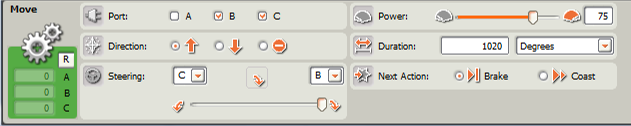 Move
Port: A B C
Power: 75
Direction:
Duration: 1020 Degrees
Steering: C B
Next Action: Brake Coast
R
0 A
0 B
0 C